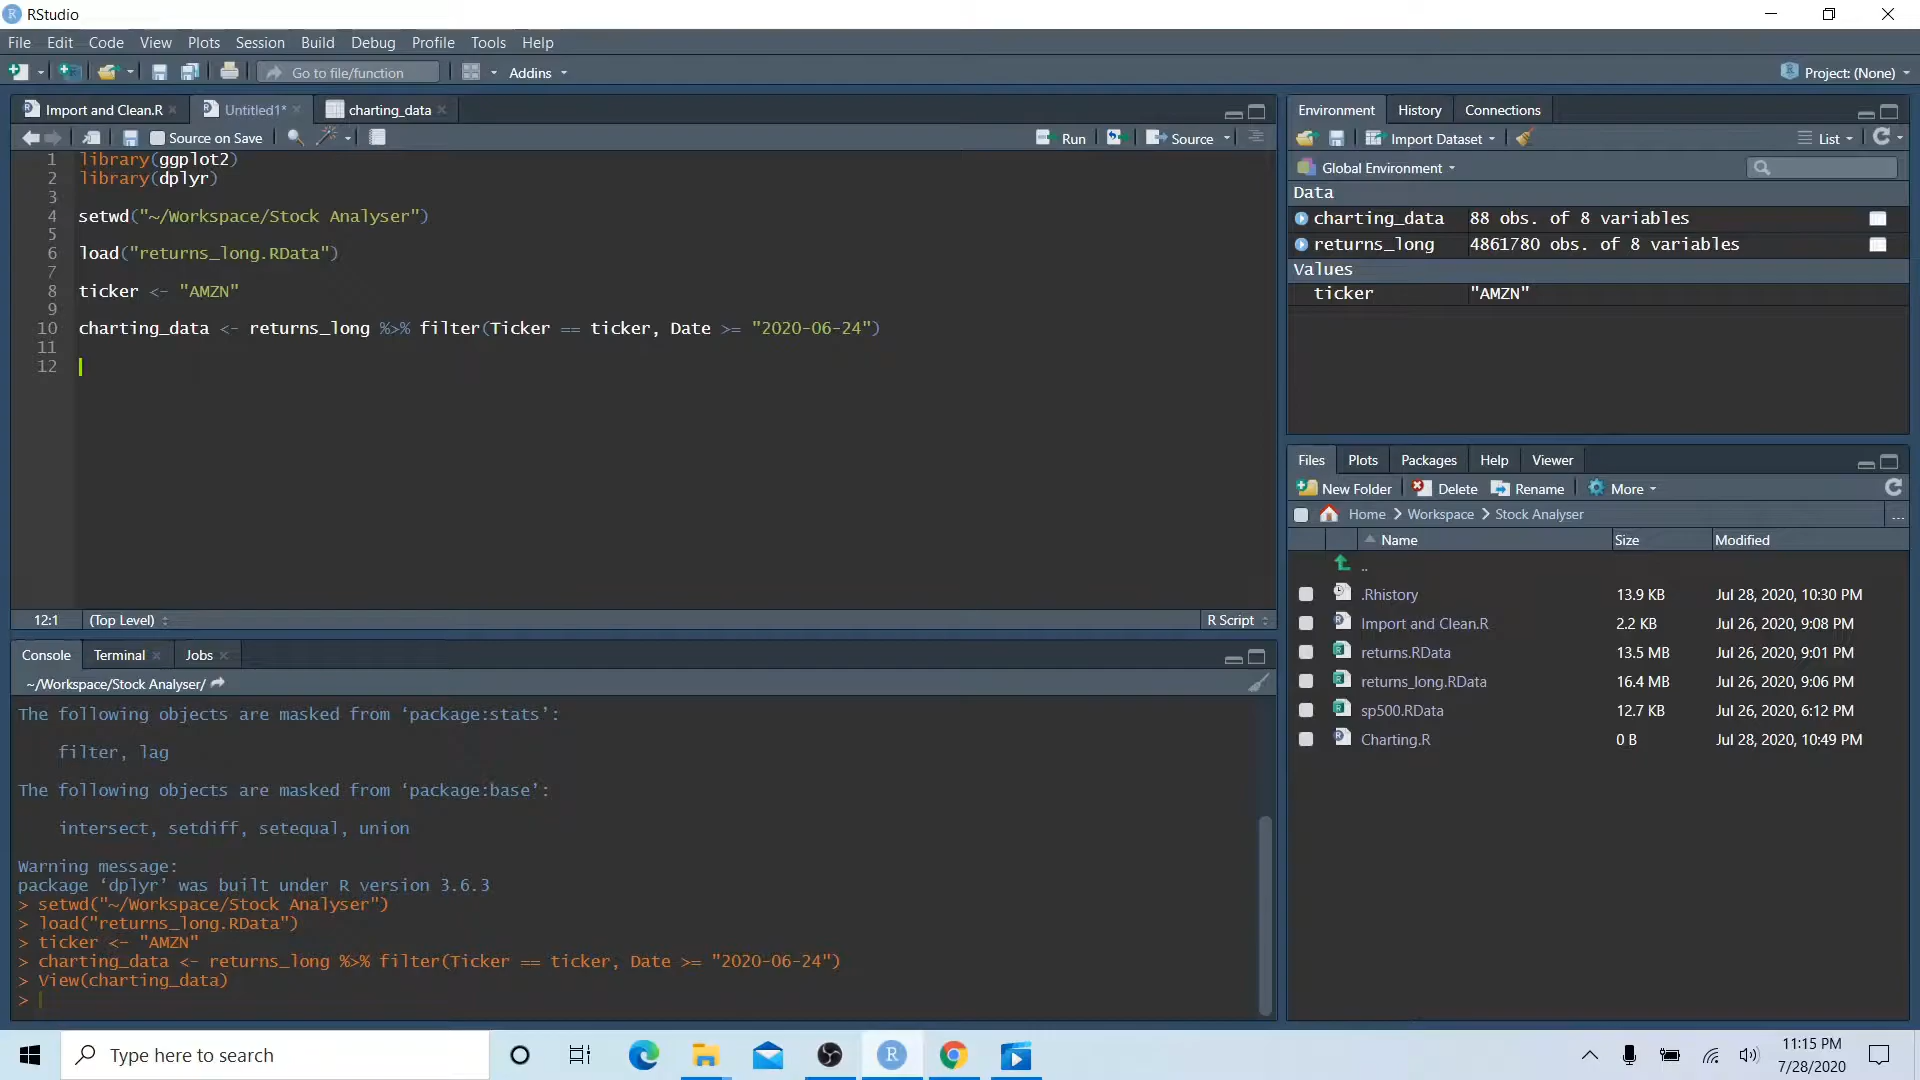 RStudio
File Edit Code View Plots Session Build Debug Profile Tools Help
Go to file/function Addins Project: (None)
Import and Clean.R Untitled1* charting_data
Source on Save Run Source
1 library(ggplot2)
2 library(dplyr)
3
4 setwd("~/Workspace/Stock Analyser")
5
6 load("returns_long.RData")
7
8 ticker <- "AMZN"
9
10 charting_data <- returns_long %>% filter(Ticker == ticker, Date >= "2020-06-24")
11
12
12:1 (Top Level) R Script
Console Terminal Jobs
~/Workspace/Stock Analyser/
The following objects are masked from ‘package:stats’:
filter, lag
The following objects are masked from ‘package:base’:
intersect, setdiff, setequal, union
Warning message:
package ‘dplyr’ was built under R version 3.6.3
> setwd("~/Workspace/Stock Analyser")
> load("returns_long.RData")
> ticker <- "AMZN"
> charting_data <- returns_long %>% filter(Ticker == ticker, Date >= "2020-06-24")
> View(charting_data)
>
Environment History Connections
Import Dataset List
Global Environment
Data
charting_data 88 obs. of 8 variables
returns_long 4861780 obs. of 8 variables
Values
ticker "AMZN"
Files Plots Packages Help Viewer
New Folder Delete Rename More
Home > Workspace > Stock Analyser ...
Name Size Modified
..
.Rhistory 13.9 KB Jul 28, 2020, 10:30 PM
Import and Clean.R 2.2 KB Jul 26, 2020, 9:08 PM
returns.RData 13.5 MB Jul 26, 2020, 9:01 PM
returns_long.RData 16.4 MB Jul 26, 2020, 9:06 PM
sp500.RData 12.7 KB Jul 26, 2020, 6:12 PM
Charting.R 0 B Jul 28, 2020, 10:49 PM
Type here to search
11:15 PM
7/28/2020